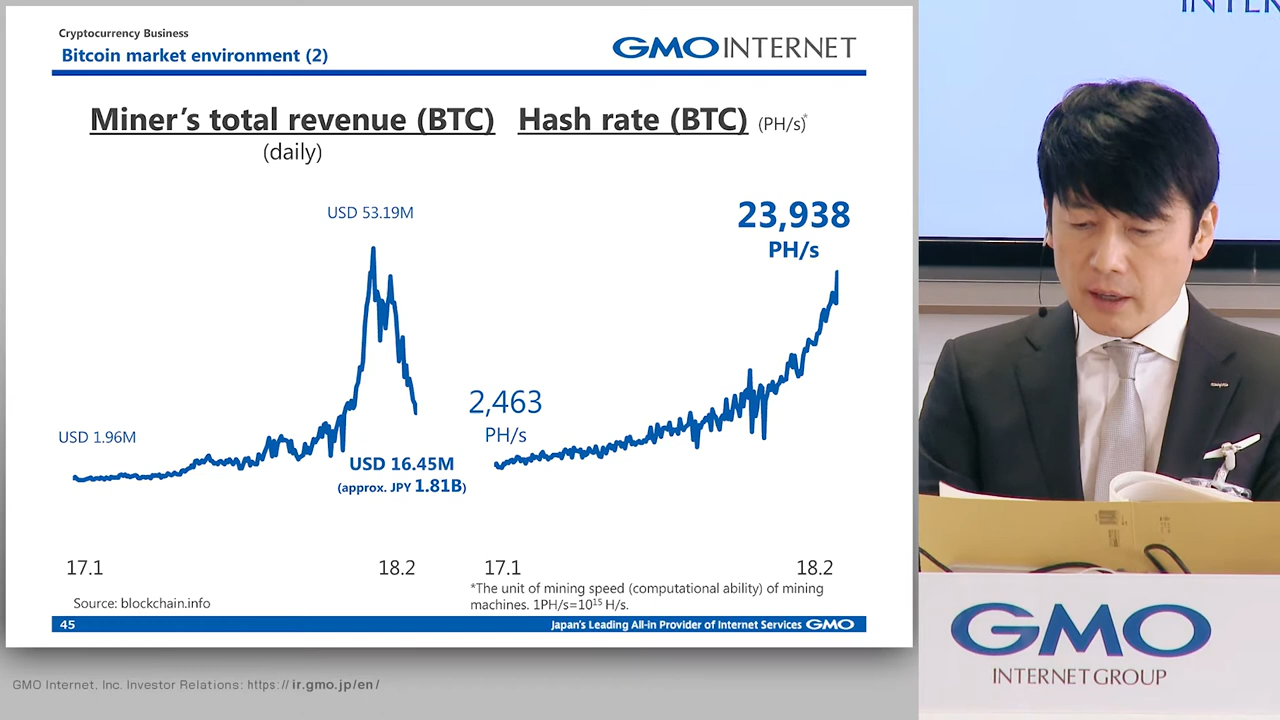 Cryptocurrency Business
Bitcoin market environment (2)
GMO INTERNET
Miner's total revenue (BTC)
(daily)
Hash rate (BTC) (PH/s)*
USD 53.19M
USD 1.96M
USD 16.45M
(approx. JPY 1.81B)
17.1
18.2
Source: blockchain.info
23,938
PH/s
2,463
PH/s
17.1
18.2
*The unit of mining speed (computational ability) of mining
machines. 1PH/s=10¹⁵ H/s.
45
Japan's Leading All-in Provider of Internet Services GMO
GMO Internet, Inc. Investor Relations: https://ir.gmo.jp/en/
GMO
INTERNET GROUP